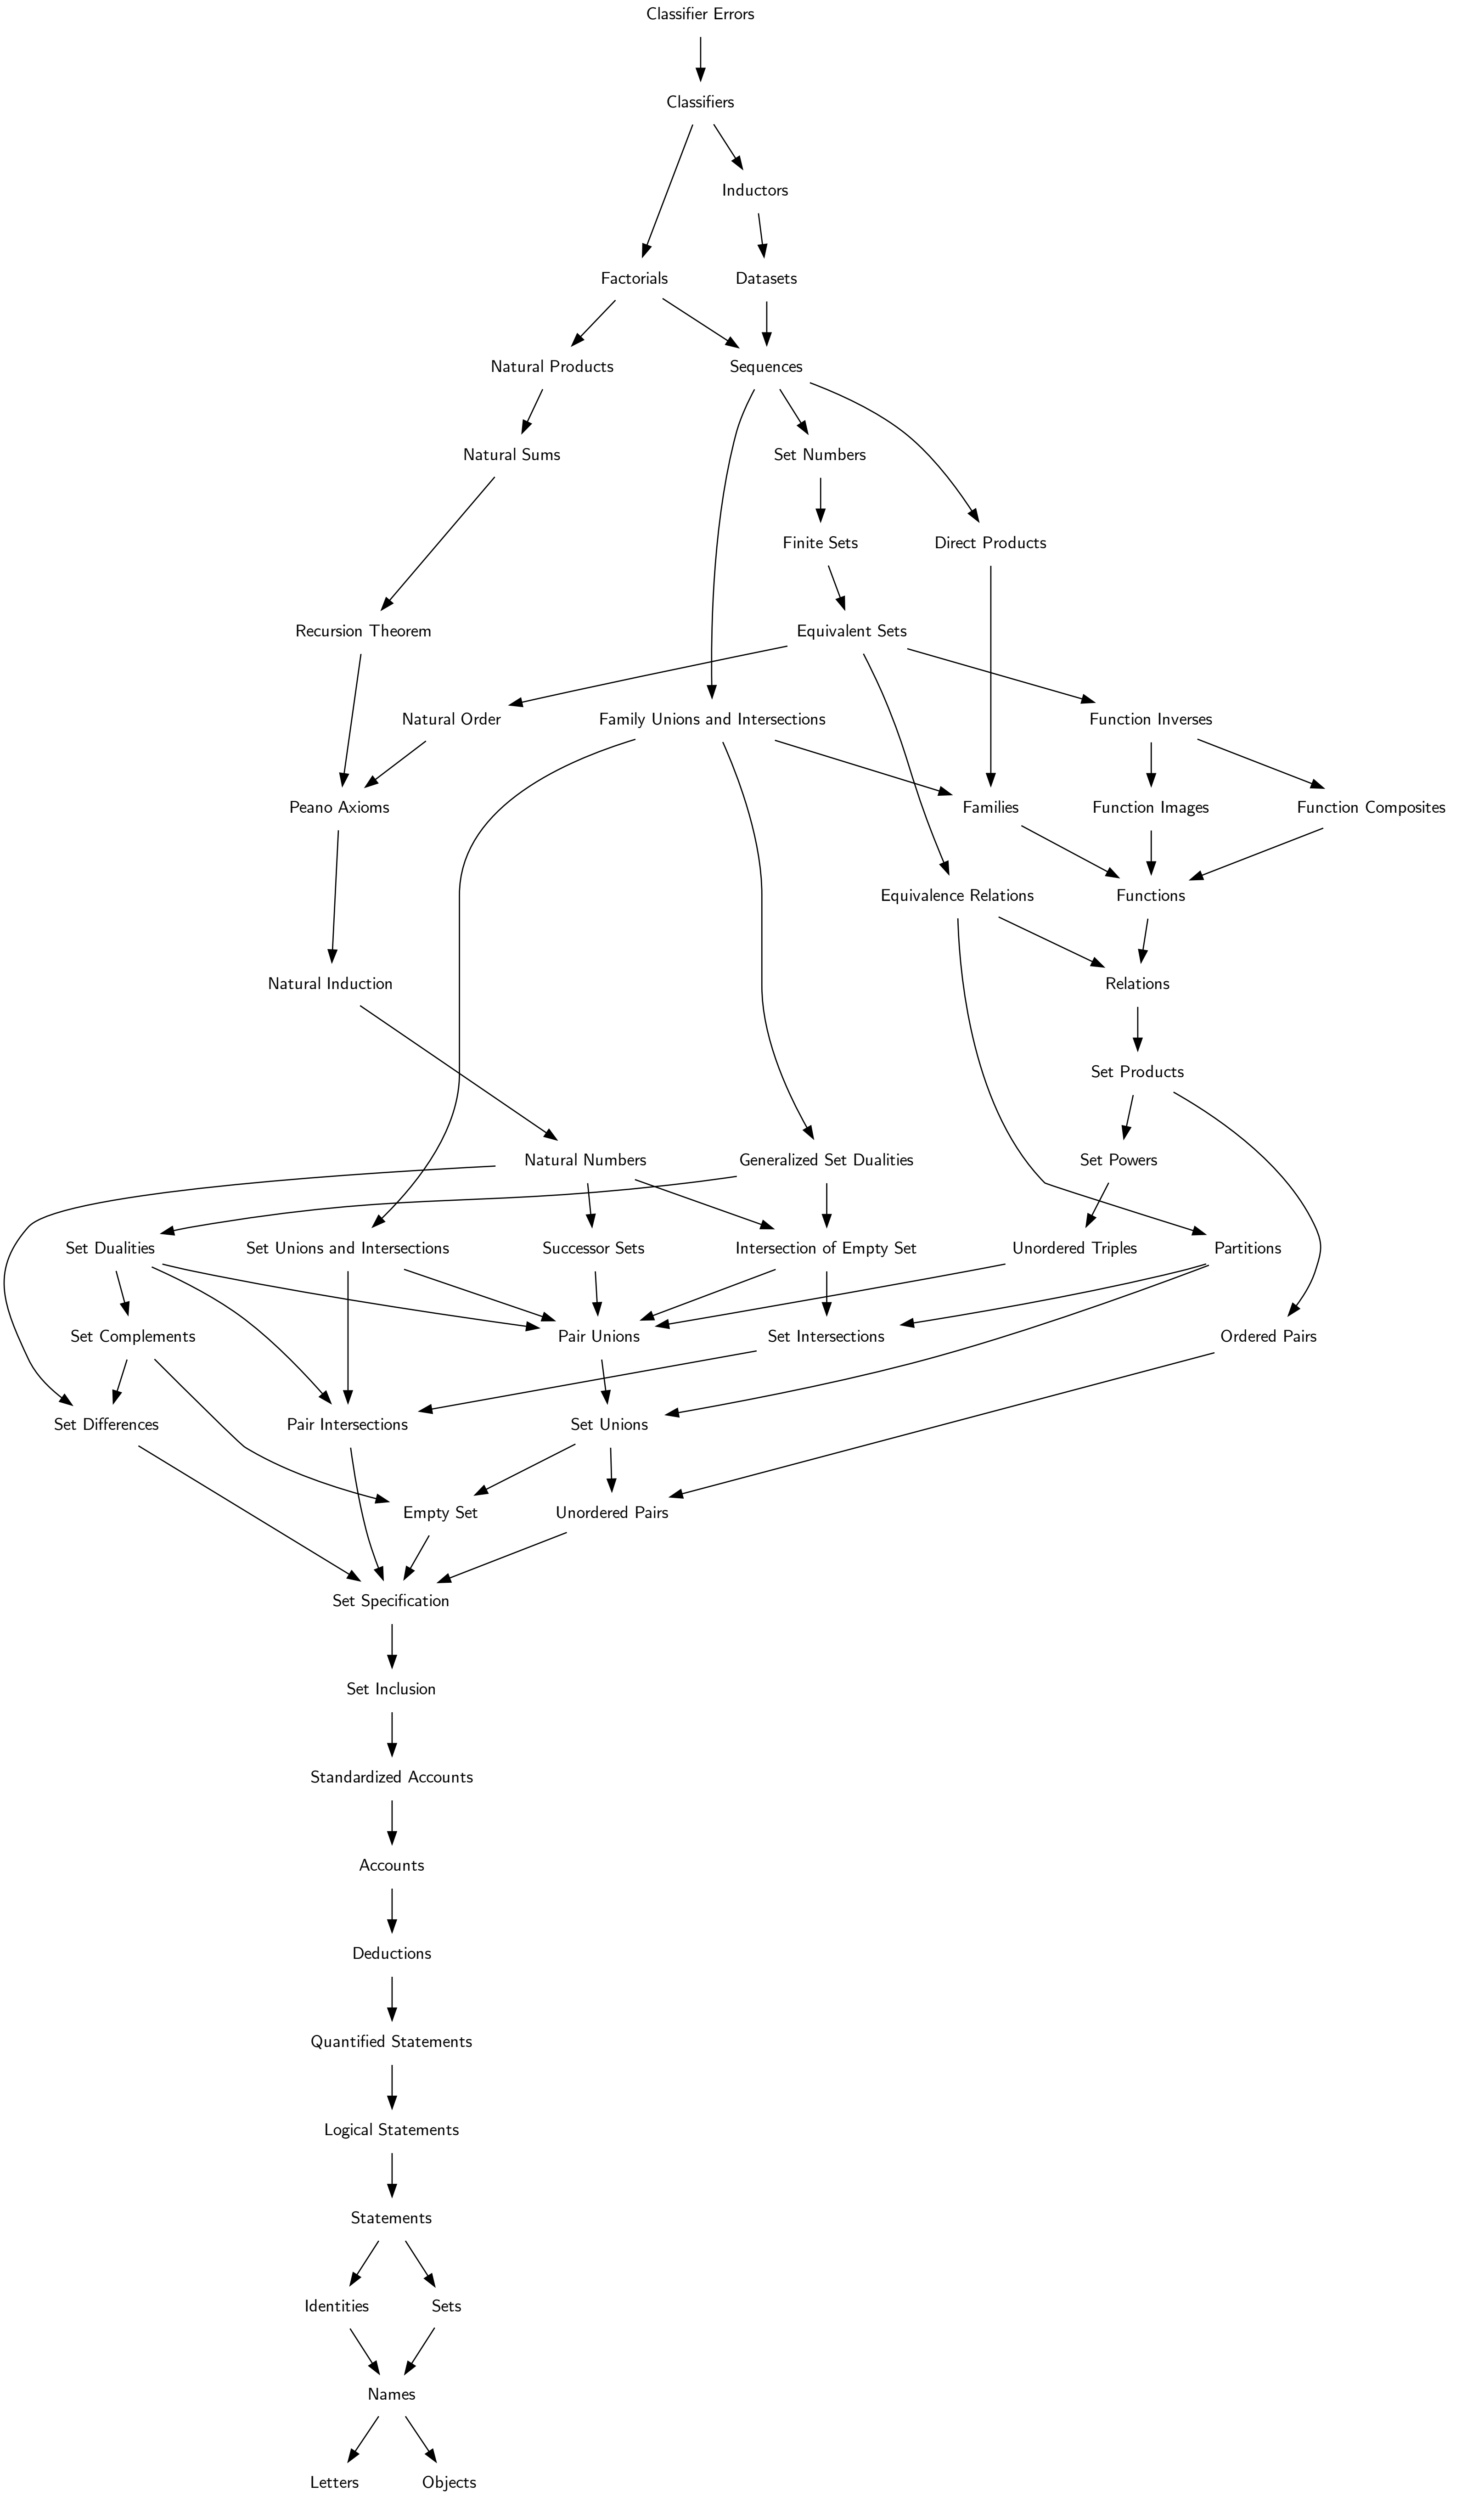 Classifier Errors
Classifiers
Inductors
Factorials
Datasets
Natural Products
Sequences
Natural Sums
Set Numbers
Finite Sets
Direct Products
Recursion Theorem
Equivalent Sets
Natural Order
Family Unions and Intersections
Function Inverses
Peano Axioms
Families
Function Images
Function Composites
Equivalence Relations
Functions
Natural Induction
Relations
Set Products
Natural Numbers
Generalized Set Dualities
Set Powers
Set Dualities
Set Unions and Intersections
Successor Sets
Intersection of Empty Set
Unordered Triples
Partitions
Set Complements
Pair Unions
Set Intersections
Ordered Pairs
Set Differences
Pair Intersections
Set Unions
Empty Set
Unordered Pairs
Set Specification
Set Inclusion
Standardized Accounts
Accounts
Deductions
Quantified Statements
Logical Statements
Statements
Identities
Sets
Names
Letters
Objects